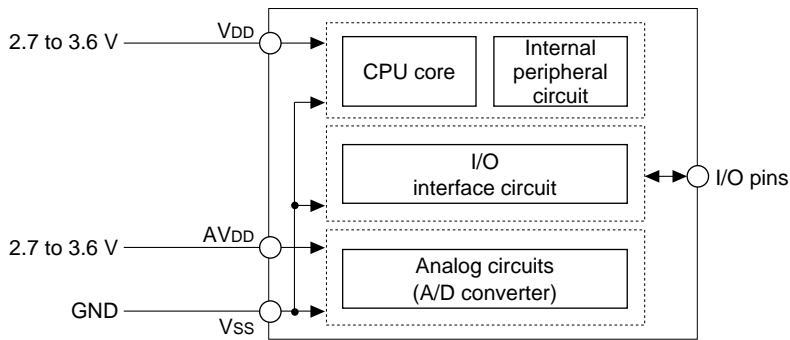 2.7 to 3.6 V
VDD
CPU core
Internal
peripheral
circuit
I/O
interface circuit
I/O pins
2.7 to 3.6 V
AVDD
Analog circuits
(A/D converter)
GND
VSS